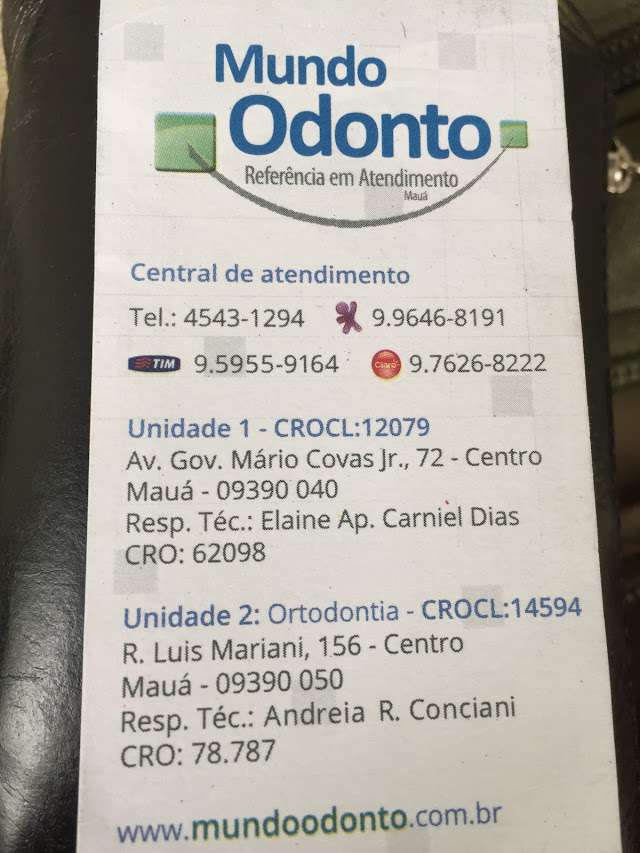 Mundo
Odonto
Referência em Atendimento
Mauá
Central de atendimento
Tel.: 4543-1294 9.9646-8191
TIM 9.5955-9164 Claro 9.7626-8222
Unidade 1 - CROCL:12079
Av. Gov. Mário Covas Jr., 72 - Centro
Mauá - 09390 040
Resp. Téc.: Elaine Ap. Carniel Dias
CRO: 62098
Unidade 2: Ortodontia - CROCL:14594
R. Luis Mariani, 156 - Centro
Mauá - 09390 050
Resp. Téc.: Andreia R. Conciani
CRO: 78.787
www.mundoodonto.com.br